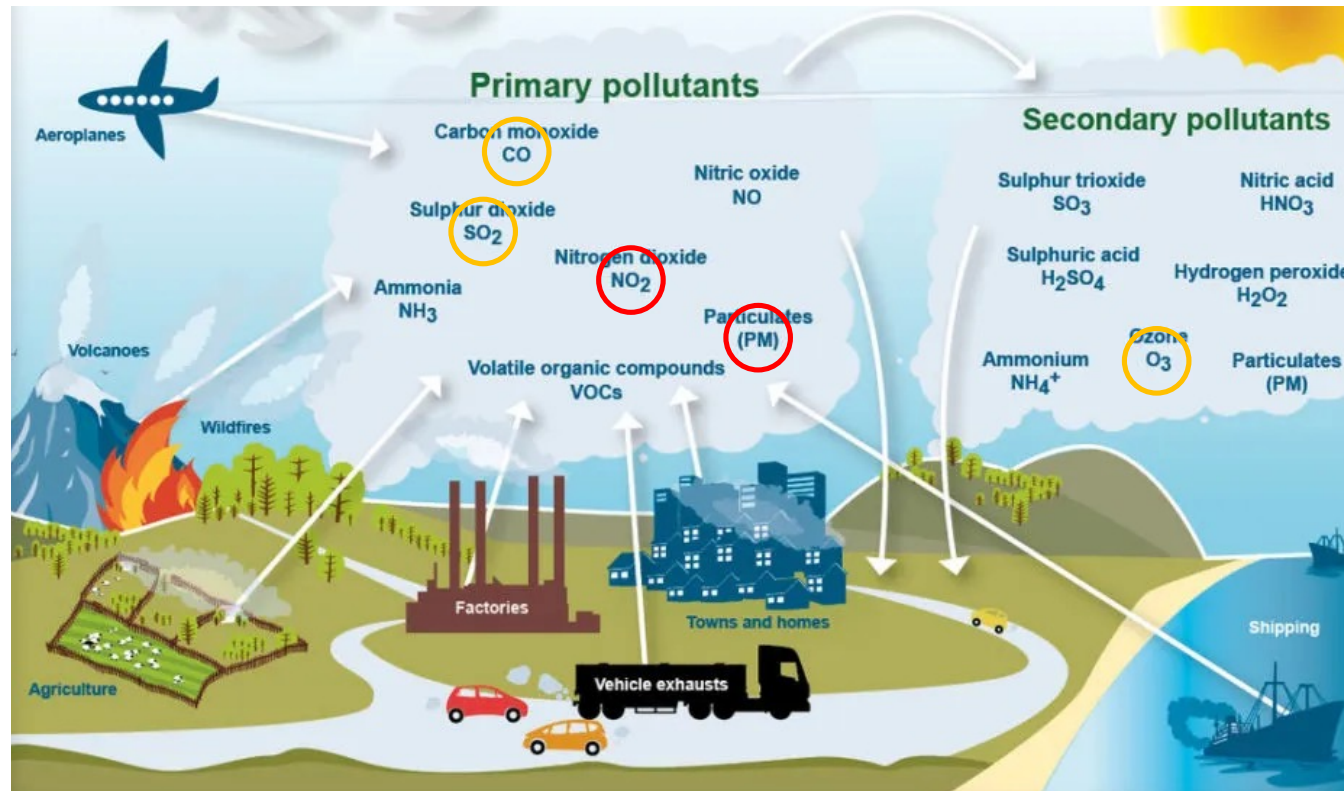 Primary pollutants
Secondary pollutants
Aeroplanes
Carbon monoxide
CO
Nitric oxide
NO
Sulphur dioxide
SO2
Nitrogen dioxide
NO2
Ammonia
NH3
Particulates
(PM)
Volatile organic compounds
VOCs
Sulphur trioxide
SO3
Nitric acid
HNO3
Sulphuric acid
H2SO4
Hydrogen peroxide
H2O2
Ozone
O3
Ammonium
NH4+
Particulates
(PM)
Volcanoes
Wildfires
Factories
Towns and homes
Shipping
Agriculture
Vehicle exhausts